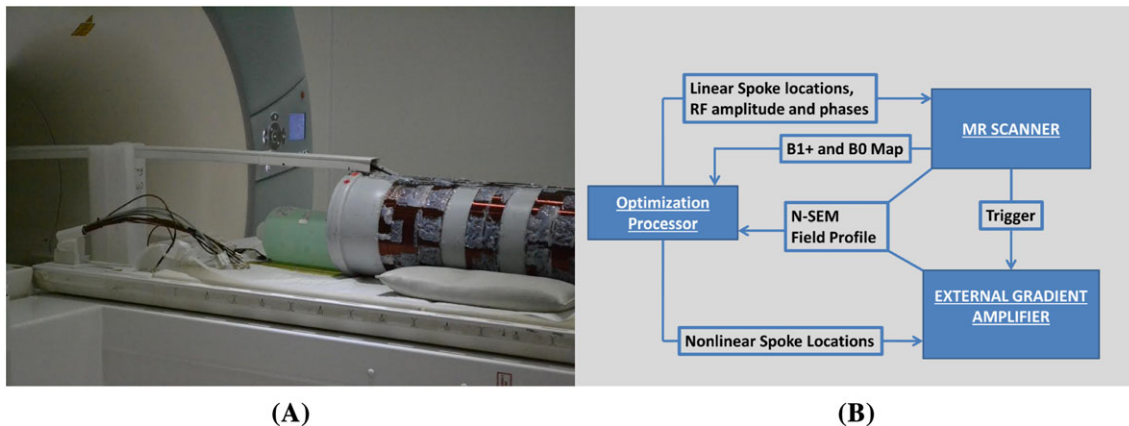 Linear Spoke locations,
RF amplitude and phases
MR SCANNER
B1+ and B0 Map
Optimization
Processor
N-SEM
Field Profile
Trigger
EXTERNAL GRADIENT
AMPLIFIER
Nonlinear Spoke Locations
(A)
(B)